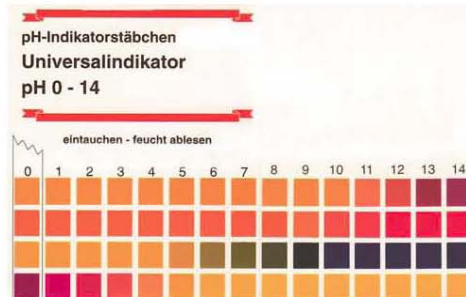 pH-Indikatorstäbchen
Universalindikator
pH 0 - 14
eintauchen - feucht ablesen
0 1 2 3 4 5 6 7 8 9 10 11 12 13 14